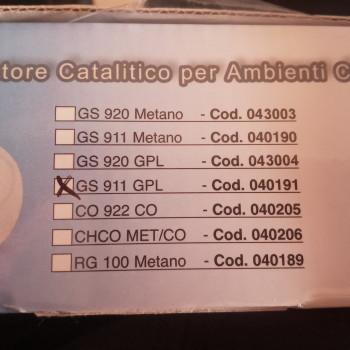 tore Catalitico per Ambienti C
GS 920 Metano - Cod. 043003
GS 911 Metano - Cod. 040190
GS 920 GPL - Cod. 043004
GS 911 GPL - Cod. 040191
CO 922 CO - Cod. 040205
CHCO MET/CO - Cod. 040206
RG 100 Metano - Cod. 040189